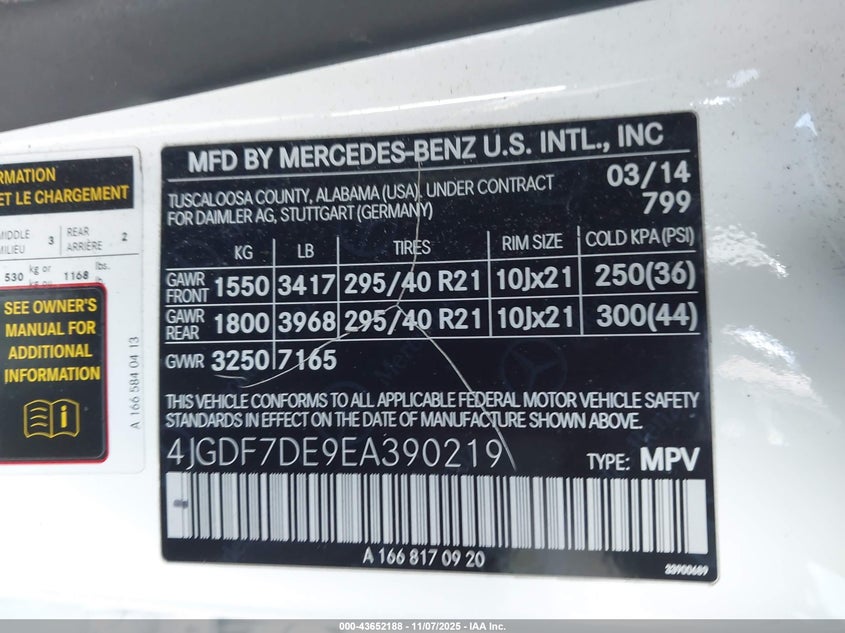 RMATION
ET LE CHARGEMENT
MIDDLE 3 REAR 2
MILIEU ARRIÈRE
530 kg or 1168 lbs.
SEE OWNER'S
MANUAL FOR
ADDITIONAL
INFORMATION
A 166 584 04 13
MFD BY MERCEDES-BENZ U.S. INTL., INC
TUSCALOOSA COUNTY, ALABAMA (USA), UNDER CONTRACT 03/14
FOR DAIMLER AG, STUTTGART (GERMANY) 799
KG LB TIRES RIM SIZE COLD KPA(PSI)
GAWR FRONT 1550 3417 295/40 R21 10Jx21 250(36)
GAWR REAR 1800 3968 295/40 R21 10Jx21 300(44)
GVWR 3250 7165
THIS VEHICLE CONFORMS TO ALL APPLICABLE FEDERAL MOTOR VEHICLE SAFETY
STANDARDS IN EFFECT ON THE DATE OF MANUFACTURE SHOWN ABOVE.
4JGDF7DE9EA390219 TYPE: MPV
A 166 817 09 20
33900689
000-43652188 - 11/07/2025 - IAA Inc.